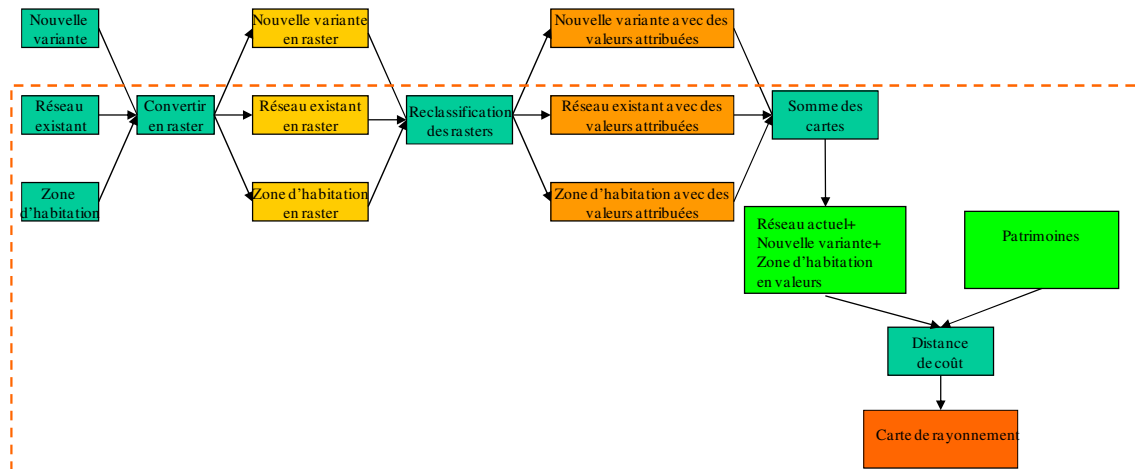 Nouvelle
variante
Nouvelle variante
en raster
Nouvelle variante avec des
valeurs attribuées
Réseau
existant
Convertir
en raster
Réseau existant
en raster
Reclassification
des rasters
Réseau existant avec des
valeurs attribuées
Somme des
cartes
Zone
d'habitation
Zone d'habitation
en raster
Zone d'habitation avec des
valeurs attribuées
Réseau actuel+
Nouvelle variante+
Zone d'habitation
en valeurs
Patrimoines
Distance
de coût
Carte de rayonnement